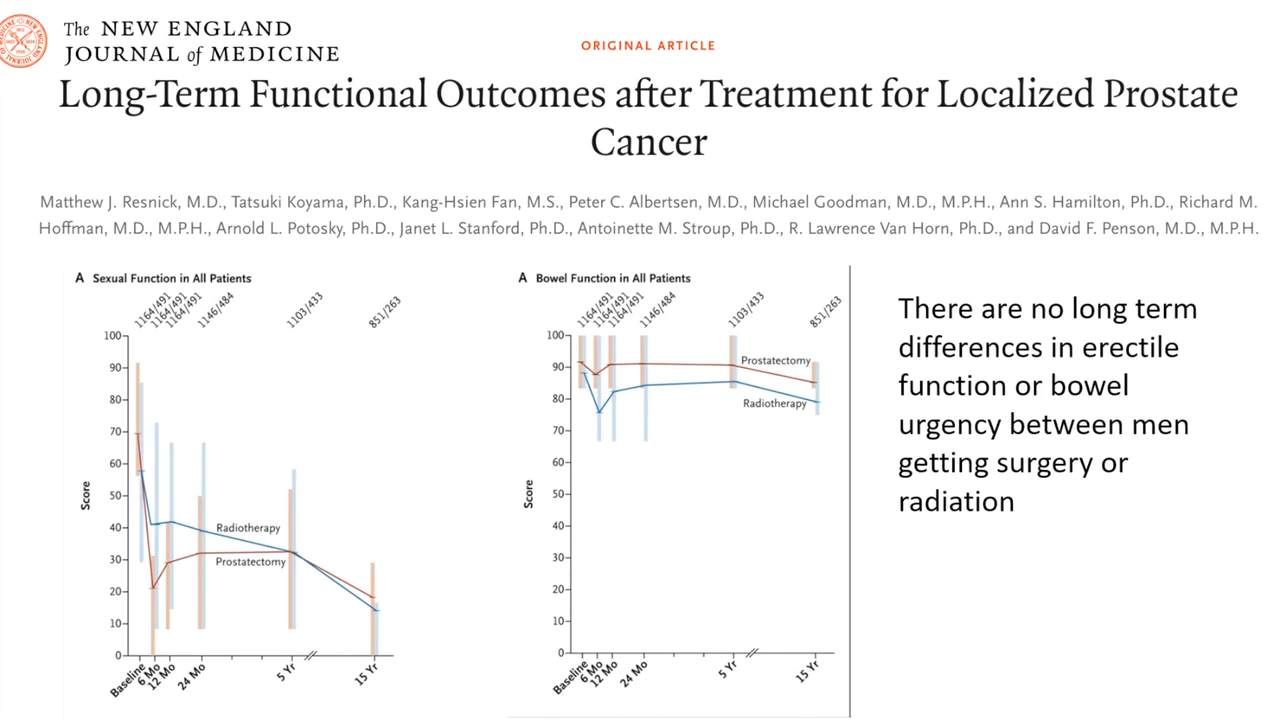 The NEW ENGLAND
JOURNAL of MEDICINE
ORIGINAL ARTICLE
Long-Term Functional Outcomes after Treatment for Localized Prostate
Cancer
Matthew J. Resnick, M.D., Tatsuki Koyama, Ph.D., Kang-Hsien Fan, M.S., Peter C. Albertsen, M.D., Michael Goodman, M.D., M.P.H., Ann S. Hamilton, Ph.D., Richard M.
Hoffman, M.D., M.P.H., Arnold L. Potosky, Ph.D., Janet L. Stanford, Ph.D., Antoinette M. Stroup, Ph.D., R. Lawrence Van Horn, Ph.D., and David F. Penson, M.D., M.P.H.
A Sexual Function in All Patients
1164/491
1164/491
1164/491
1146/484
1103/433
851/263
100
90
80
70
60
50
40
30
20
10
0
Score
Radiotherapy
Prostatectomy
Baseline
6 Mo
12 Mo
24 Mo
5 Yr
15 Yr
A Bowel Function in All Patients
1164/491
1164/491
1164/491
1146/484
1103/433
851/263
100
90
80
70
60
50
40
30
20
10
0
Score
Prostatectomy
Radiotherapy
Baseline
6 Mo
12 Mo
24 Mo
5 Yr
15 Yr
There are no long term
differences in erectile
function or bowel
urgency between men
getting surgery or
radiation